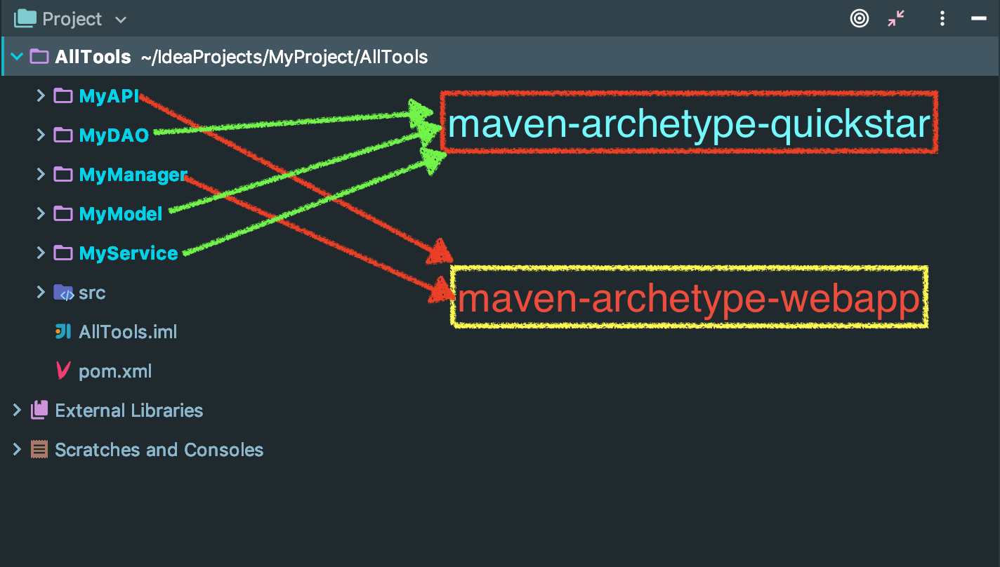 Project
AllTools ~/IdeaProjects/MyProject/AllTools
MyAPI
maven-archetype-quickstar
MyDAO
MyManager
MyModel
MyService
maven-archetype-webapp
src
AllTools.iml
pom.xml
External Libraries
Scratches and Consoles